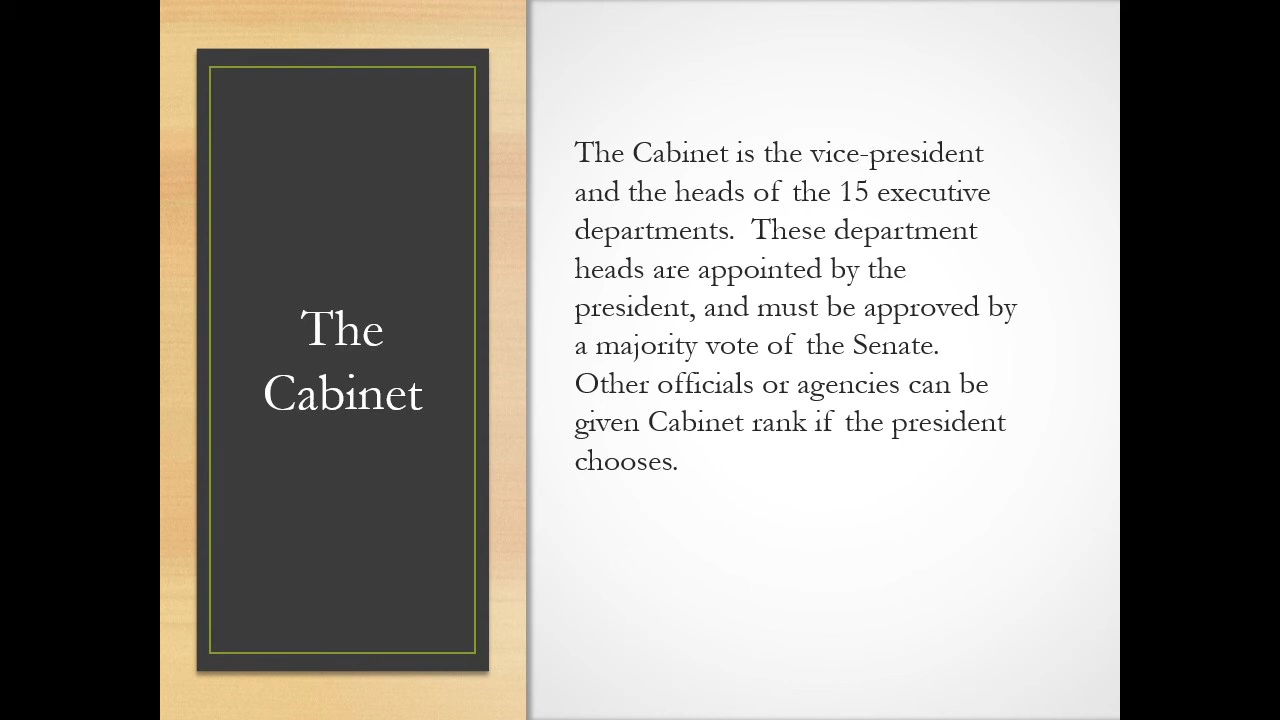 The
Cabinet
The Cabinet is the vice-president
and the heads of the 15 executive
departments.  These department
heads are appointed by the
president, and must be approved by
a majority vote of the Senate.
Other officials or agencies can be
given Cabinet rank if the president
chooses.